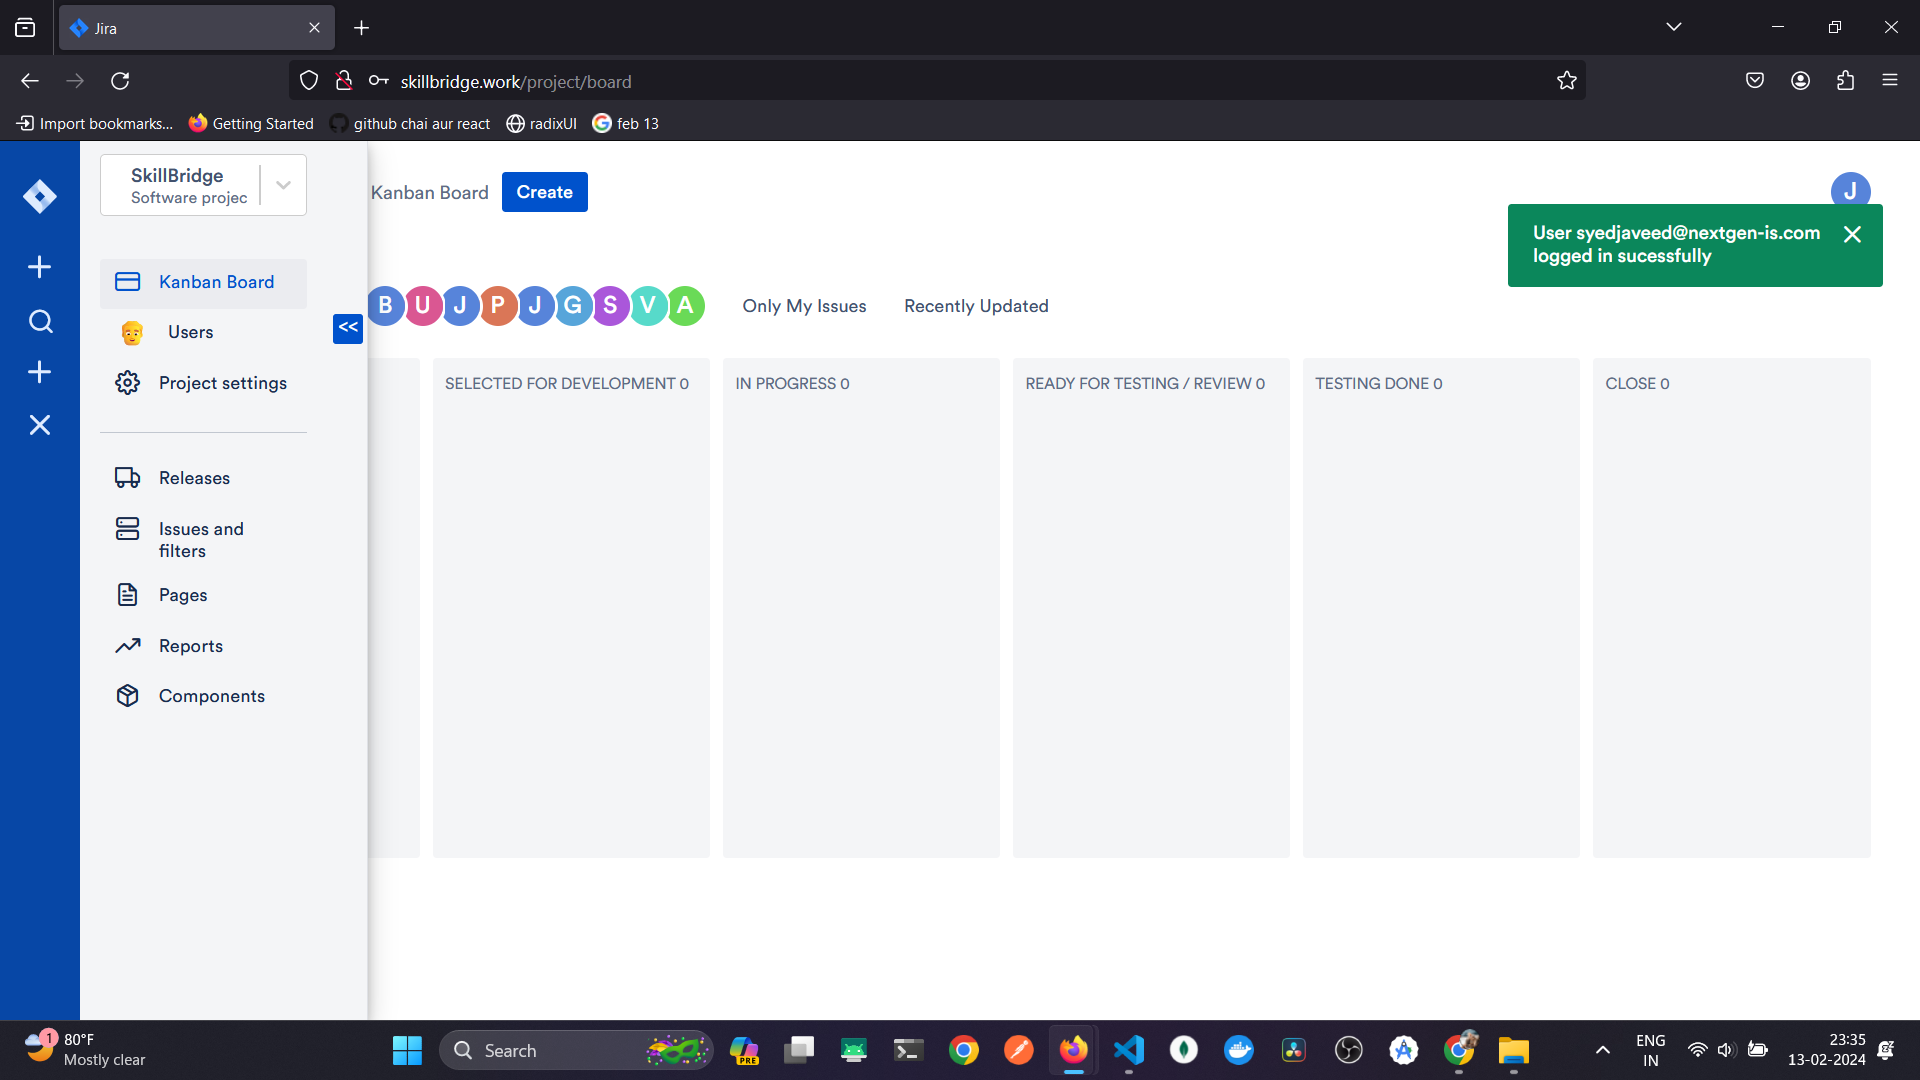 Jira
skillbridge.work/project/board
Import bookmarks...
Getting Started
github chai aur react
radixUI
feb 13
SkillBridge
Software projec
Kanban Board
Users
Project settings
Releases
Issues and
filters
Pages
Reports
Components
<<
Kanban Board
Create
J
User syedjaveed@nextgen-is.com
logged in sucessfully
B U J P J G S V A
Only My Issues
Recently Updated
SELECTED FOR DEVELOPMENT 0
IN PROGRESS 0
READY FOR TESTING / REVIEW 0
TESTING DONE 0
CLOSE 0
1
80°F
Mostly clear
Search
PRE
ENG
IN
23:35
13-02-2024